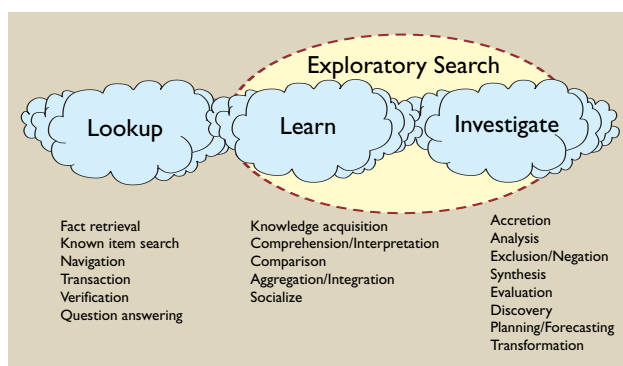 Exploratory Search
Lookup
Learn
Investigate
Fact retrieval
Known item search
Navigation
Transaction
Verification
Question answering
Knowledge acquisition
Comprehension/Interpretation
Comparison
Aggregation/Integration
Socialize
Accretion
Analysis
Exclusion/Negation
Synthesis
Evaluation
Discovery
Planning/Forecasting
Transformation